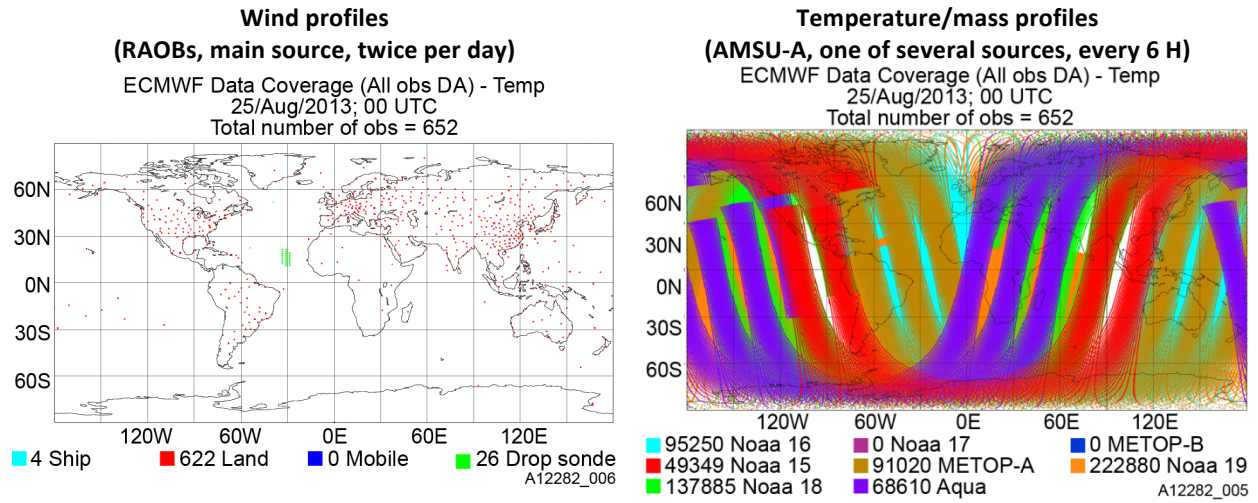 Wind profiles
(RAOBs, main source, twice per day)
ECMWF Data Coverage (All obs DA) - Temp
25/Aug/2013; 00 UTC
Total number of obs = 652
60N
30N
0N
30S
60S
120W 60W 0E 60E 120E
4 Ship 622 Land 0 Mobile 26 Drop sonde
A12282_006
Temperature/mass profiles
(AMSU-A, one of several sources, every 6 H)
ECMWF Data Coverage (All obs DA) - Temp
25/Aug/2013; 00 UTC
Total number of obs = 652
60N
30N
0N
30S
60S
120W 60W 0E 60E 120E
95250 Noaa 16 0 Noaa 17 0 METOP-B
49349 Noaa 15 91020 METOP-A 222880 Noaa 19
137885 Noaa 18 68610 Aqua
A12282_005